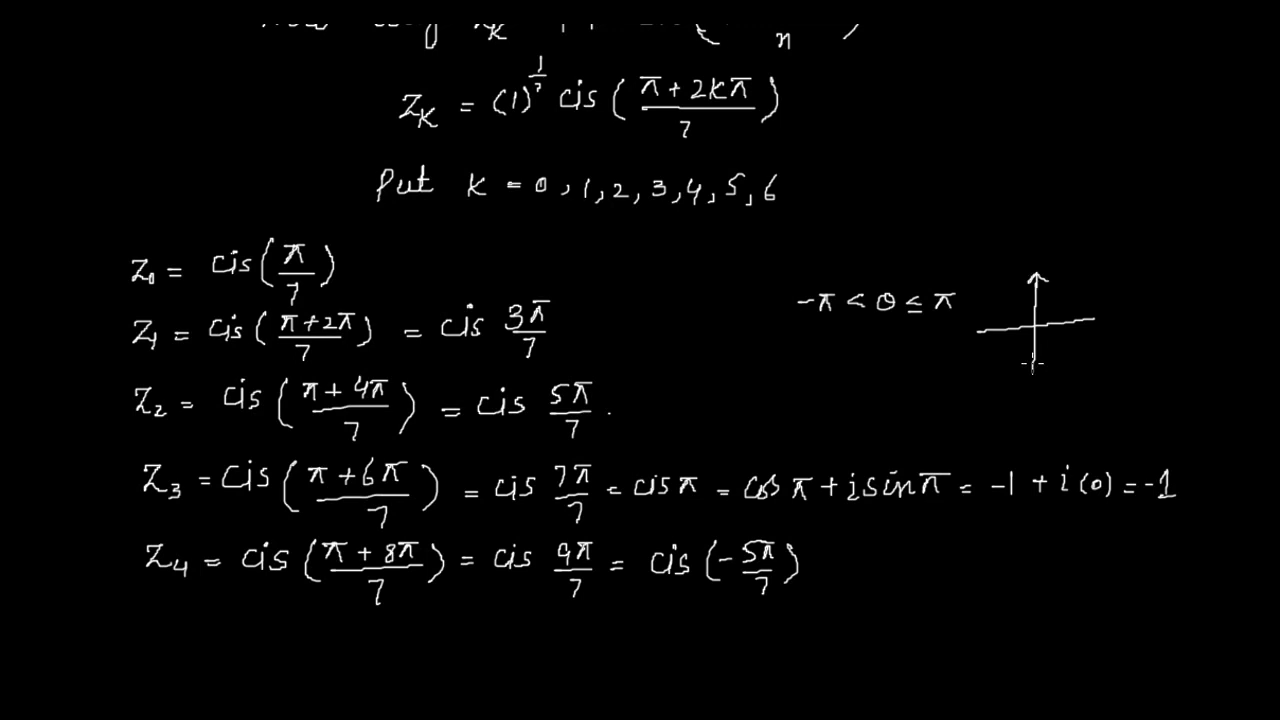 n
Z_K = (1)^{1/7} cis ( (π + 2Kπ)/7 )
Put K = 0, 1, 2, 3, 4, 5, 6
Z_0 = cis ( π/7 )
-π < θ ≤ π
Z_1 = cis ( (π+2π)/7 ) = cis 3π/7
Z_2 = cis ( (π + 4π)/7 ) = cis 5π/7 .
Z_3 = cis ( (π + 6π)/7 ) = cis 7π/7 = cis π = cos π + i sin π = -1 + i(0) = -1
Z_4 = cis ( (π + 8π)/7 ) = cis 9π/7 = cis ( -5π/7 )